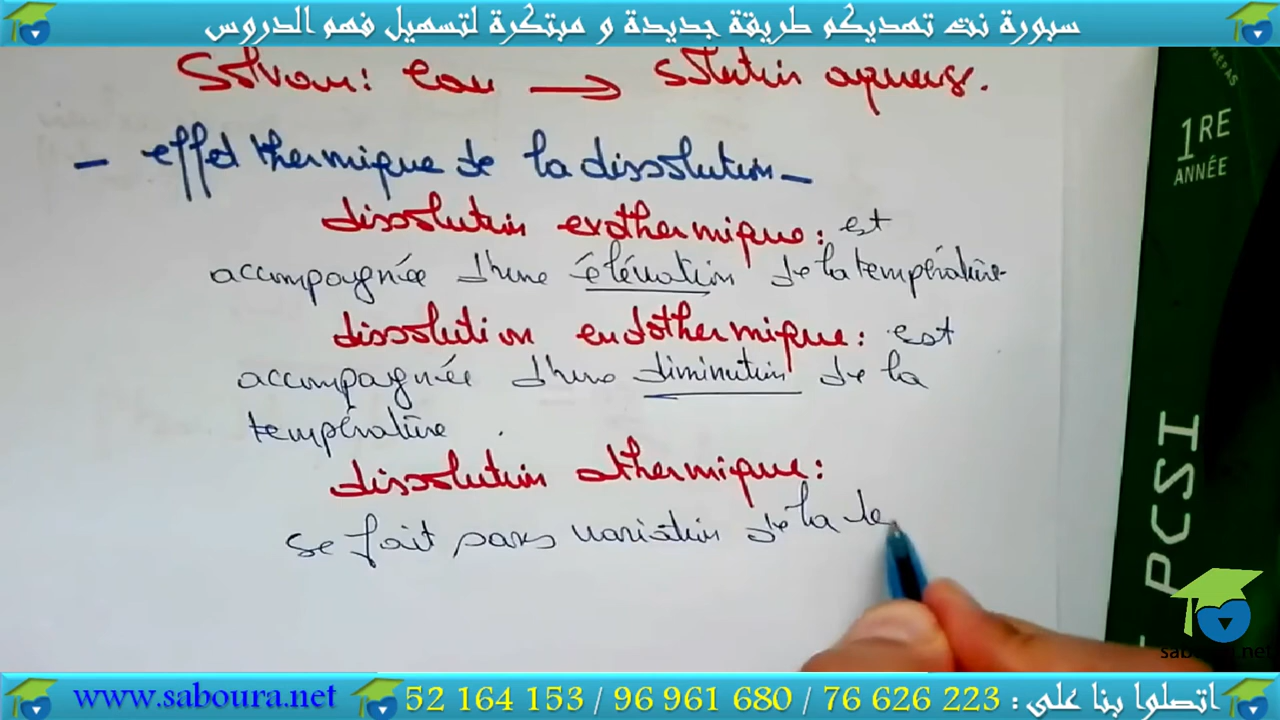 سبورة نت تهديكم طريقة جديدة و مبتكرة لتسهيل فهم الدروس
Solvant: eau → solution aqueuse.
- effet thermique de la dissolution -
dissolution exothermique: est
accompagnée d'une élévation de la température
dissolution endothermique: est
accompagnée d'une diminution de la
température
dissolution athermique:
se fait sans variation de la te
PRÉPAS
1RE
ANNÉE
PCSI
saboura.net
www.saboura.net
52 164 153 / 96 961 680 / 76 626 223 : اتصلوا بنا على